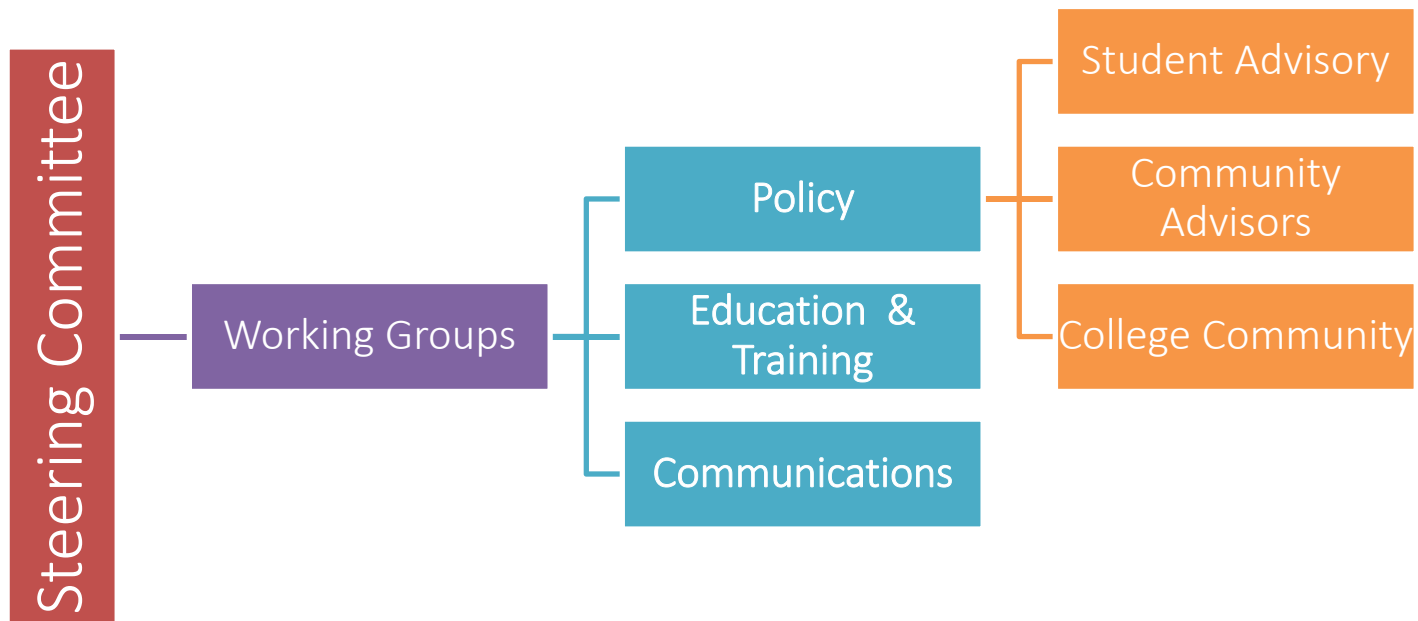 Steering Committee
Working Groups
Policy
Education & 
Training
Communications
Student Advisory
Community
Advisors
College Community